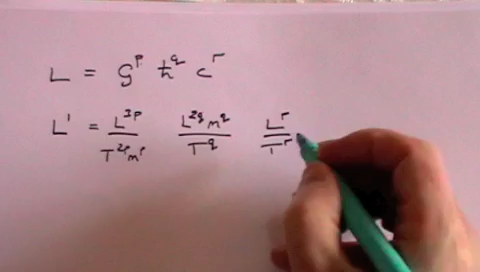 L = G^p ħ^q c^r
L^1 = L^{3p}/T^{2p}M^p L^{2q}M^q/T^q L^r/T^r